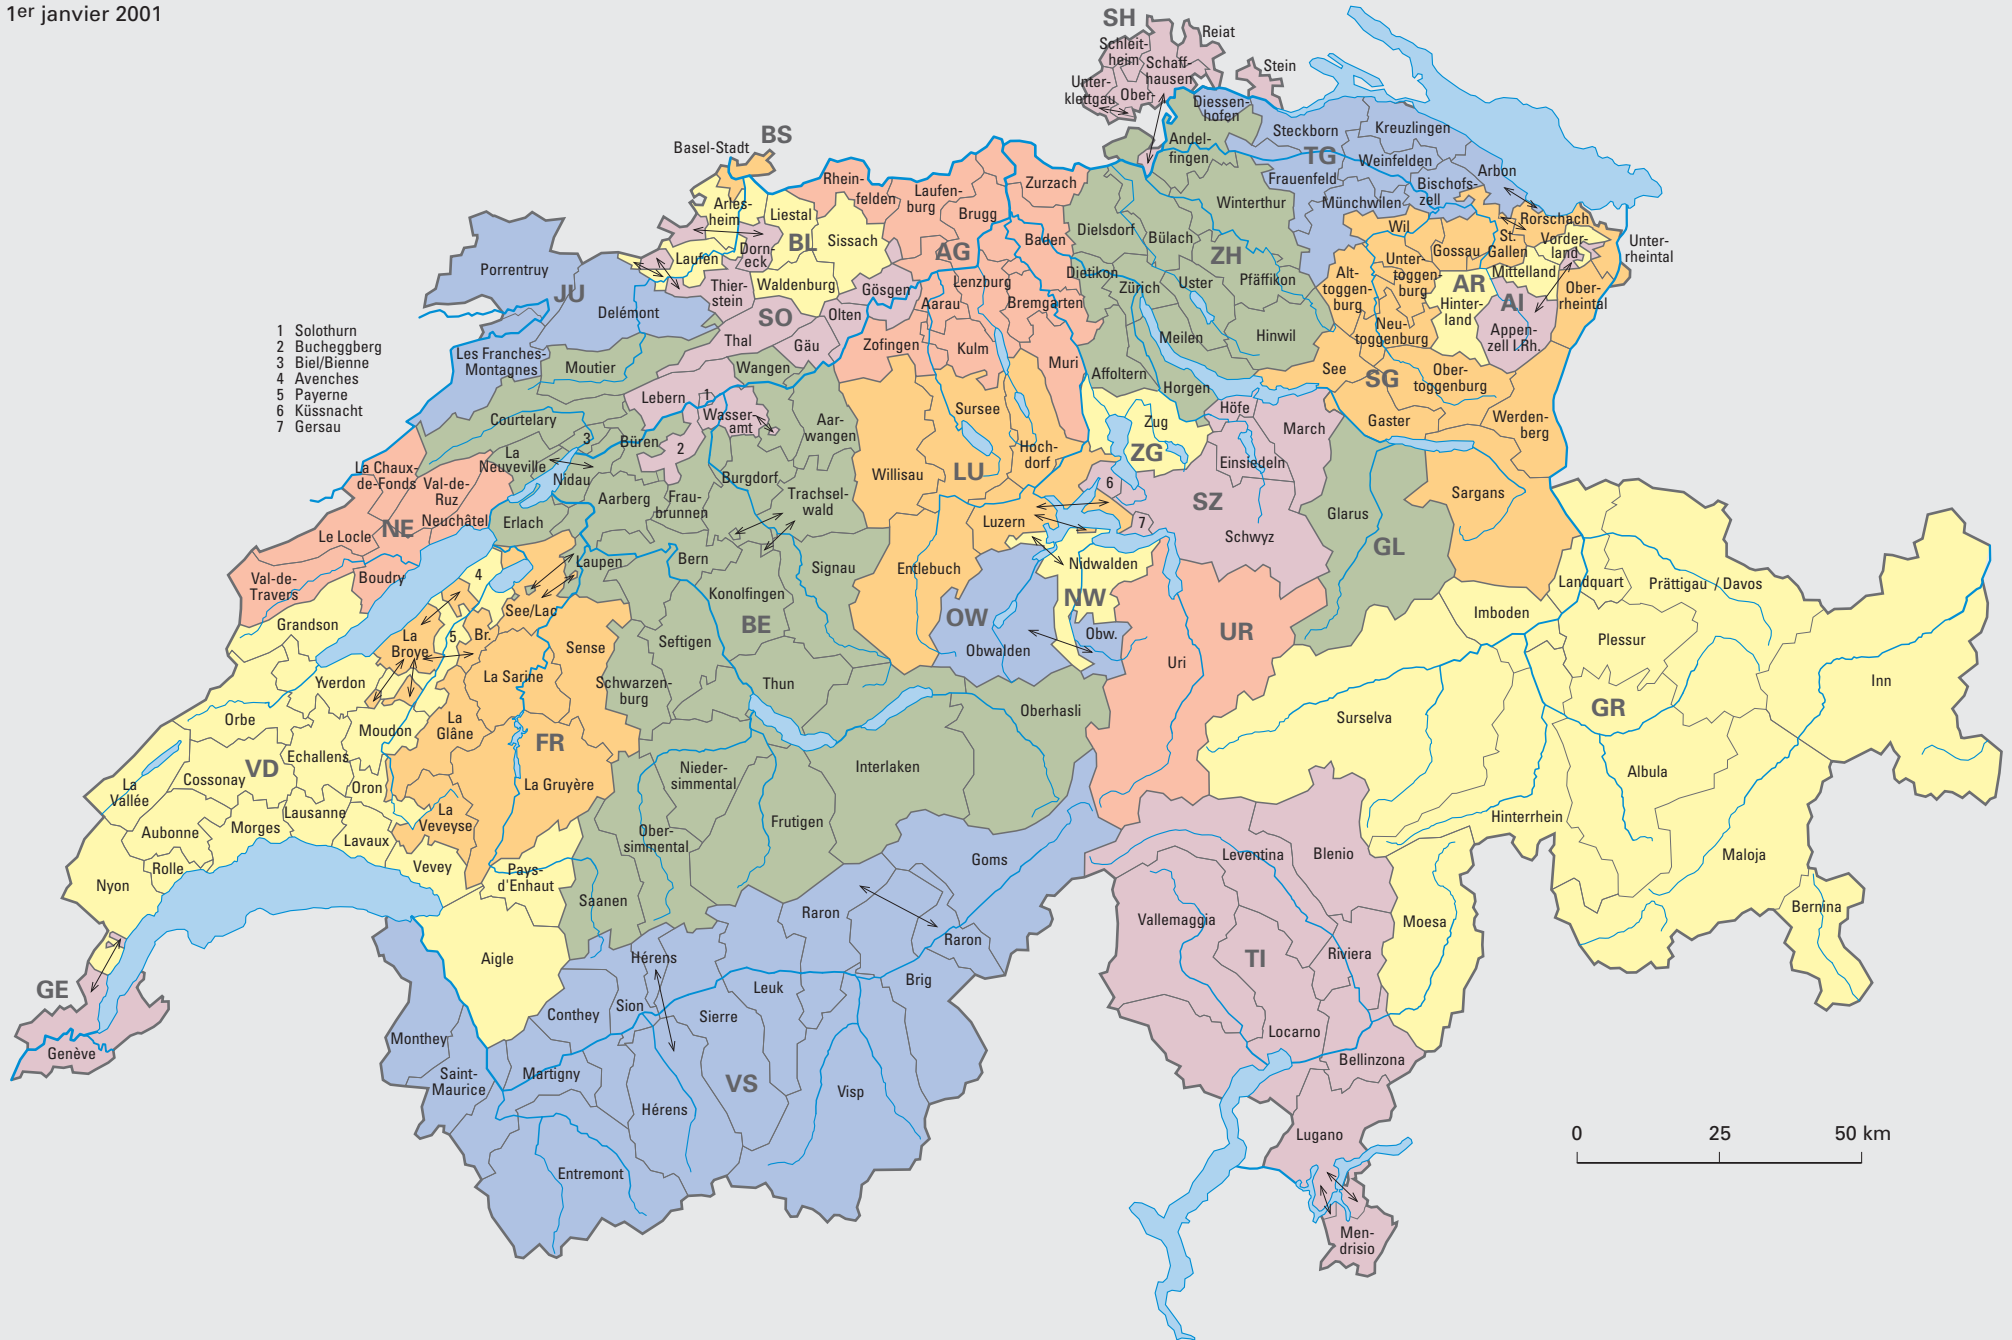 1er janvier 2001
SH
Schleit-
heim
Reiat
Schaff-
hausen
Stein
Unter-
klettgau
Ober-
Diessen-
hofen
BS
Basel-Stadt
Andel-
fingen
Steckborn
Kreuzlingen
TG
Weinfelden
Arbon
Frauenfeld
Bischofs-
zell
Münchwilen
Rhein-
felden
Laufen-
burg
Zurzach
Winterthur
Rorschach
Arles-
heim
Liestal
Brugg
Wil
St.
Gallen
Vorder-
land
Unter-
rheintal
BL
Sissach
AG
Baden
Dielsdorf
Bülach
ZH
Gossau
Dorn-
eck
Laufen
Unter-
toggen-
burg
Mittelland
Porrentruy
JU
Waldenburg
Thier-
stein
Gösgen
Lenzburg
Dietikon
Zürich
Uster
Pfäffikon
Alt-
toggen-
burg
AR
AI
Ober-
rheintal
Delémont
SO
Olten
Aarau
Bremgarten
Hinter-
land
Appen-
zell I.Rh.
Neu-
toggenburg
1 Solothurn
2 Bucheggberg
3 Biel/Bienne
4 Avenches
5 Payerne
6 Küssnacht
7 Gersau
Les Franches-
Montagnes
Moutier
Thal
Gäu
Zofingen
Kulm
Muri
Meilen
Hinwil
Wangen
Affoltern
Horgen
See
SG
Ober-
toggenburg
Lebern
1
Wasser-
amt
Aar-
wangen
Sursee
Zug
Höfe
March
Gaster
Werden-
berg
Courtelary
3
Büren
2
La
Neuveville
Nidau
Burgdorf
Willisau
LU
Hoch-
dorf
ZG
Einsiedeln
La Chaux-
de-Fonds
Val-de-
Ruz
Neuchâtel
NE
Le Locle
Erlach
Aarberg
Frau-
brunnen
Trachsel-
wald
6
SZ
7
Luzern
Schwyz
Glarus
GL
Sargans
Val-de-
Travers
Boudry
4
Laupen
Bern
Signau
Entlebuch
Nidwalden
NW
Landquart
Prättigau / Davos
Konolfingen
Imboden
Grandson
See/Lac
BE
OW
Obw.
UR
Plessur
La
Broye
5
Br.
Sense
Seftigen
Obwalden
Uri
Yverdon
La Sarine
Schwarzen-
burg
Thun
Oberhasli
Surselva
GR
Inn
Orbe
Moudon
La
Glâne
FR
Echallens
VD
Cossonay
La
Vallée
Oron
La Gruyère
Nieder-
simmental
Interlaken
Albula
Lausanne
La
Veveyse
Frutigen
Hinterrhein
Aubonne
Morges
Lavaux
Ober-
simmental
Rolle
Vevey
Pays-
d'Enhaut
Goms
Leventina
Blenio
Maloja
Nyon
Saanen
Raron
Raron
Vallemaggia
Moesa
Bernina
Aigle
Hérens
Brig
TI
Riviera
GE
Leuk
Sion
Conthey
Sierre
Locarno
Genève
Monthey
Bellinzona
Saint-
Maurice
Martigny
VS
Visp
Hérens
Lugano
Entremont
Men-
drisio
0 25 50 km